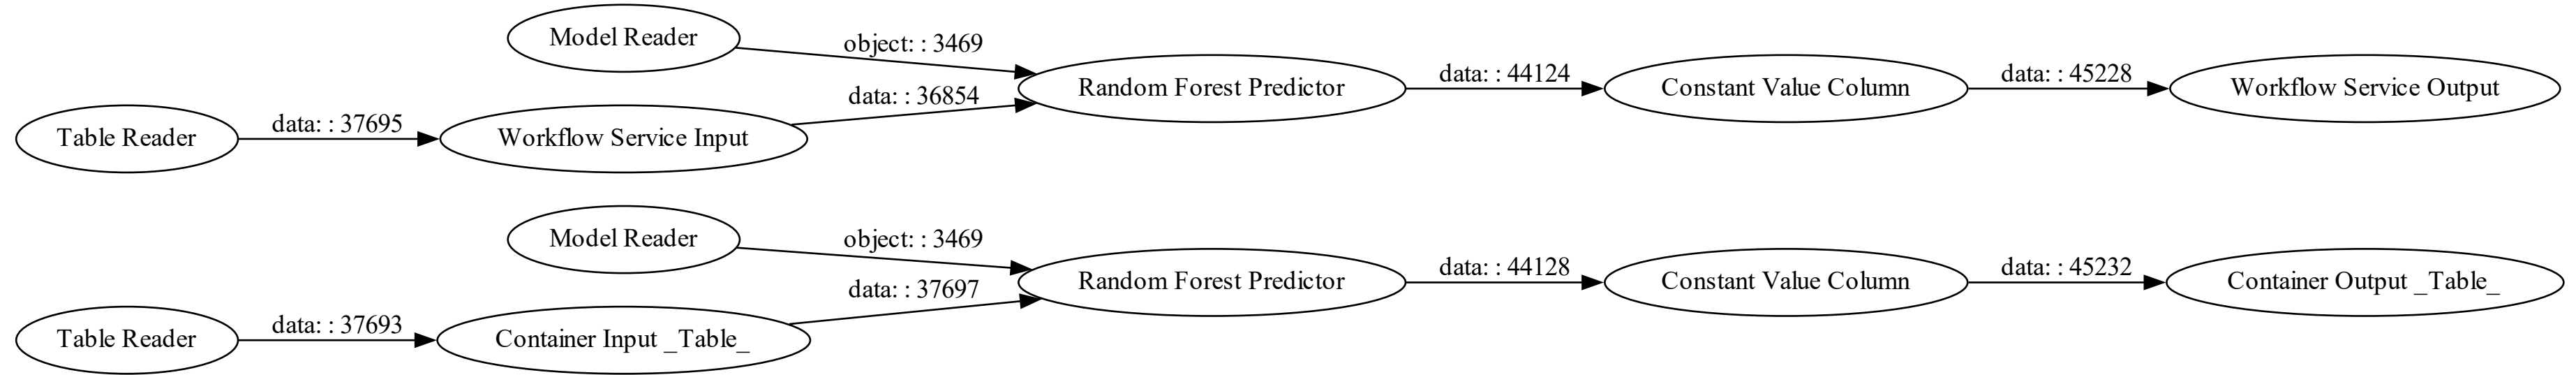 Model Reader
object: : 3469
Table Reader
data: : 37695
Workflow Service Input
data: : 36854
Random Forest Predictor
data: : 44124
Constant Value Column
data: : 45228
Workflow Service Output
Model Reader
object: : 3469
Table Reader
data: : 37693
Container Input _Table_
data: : 37697
Random Forest Predictor
data: : 44128
Constant Value Column
data: : 45232
Container Output _Table_